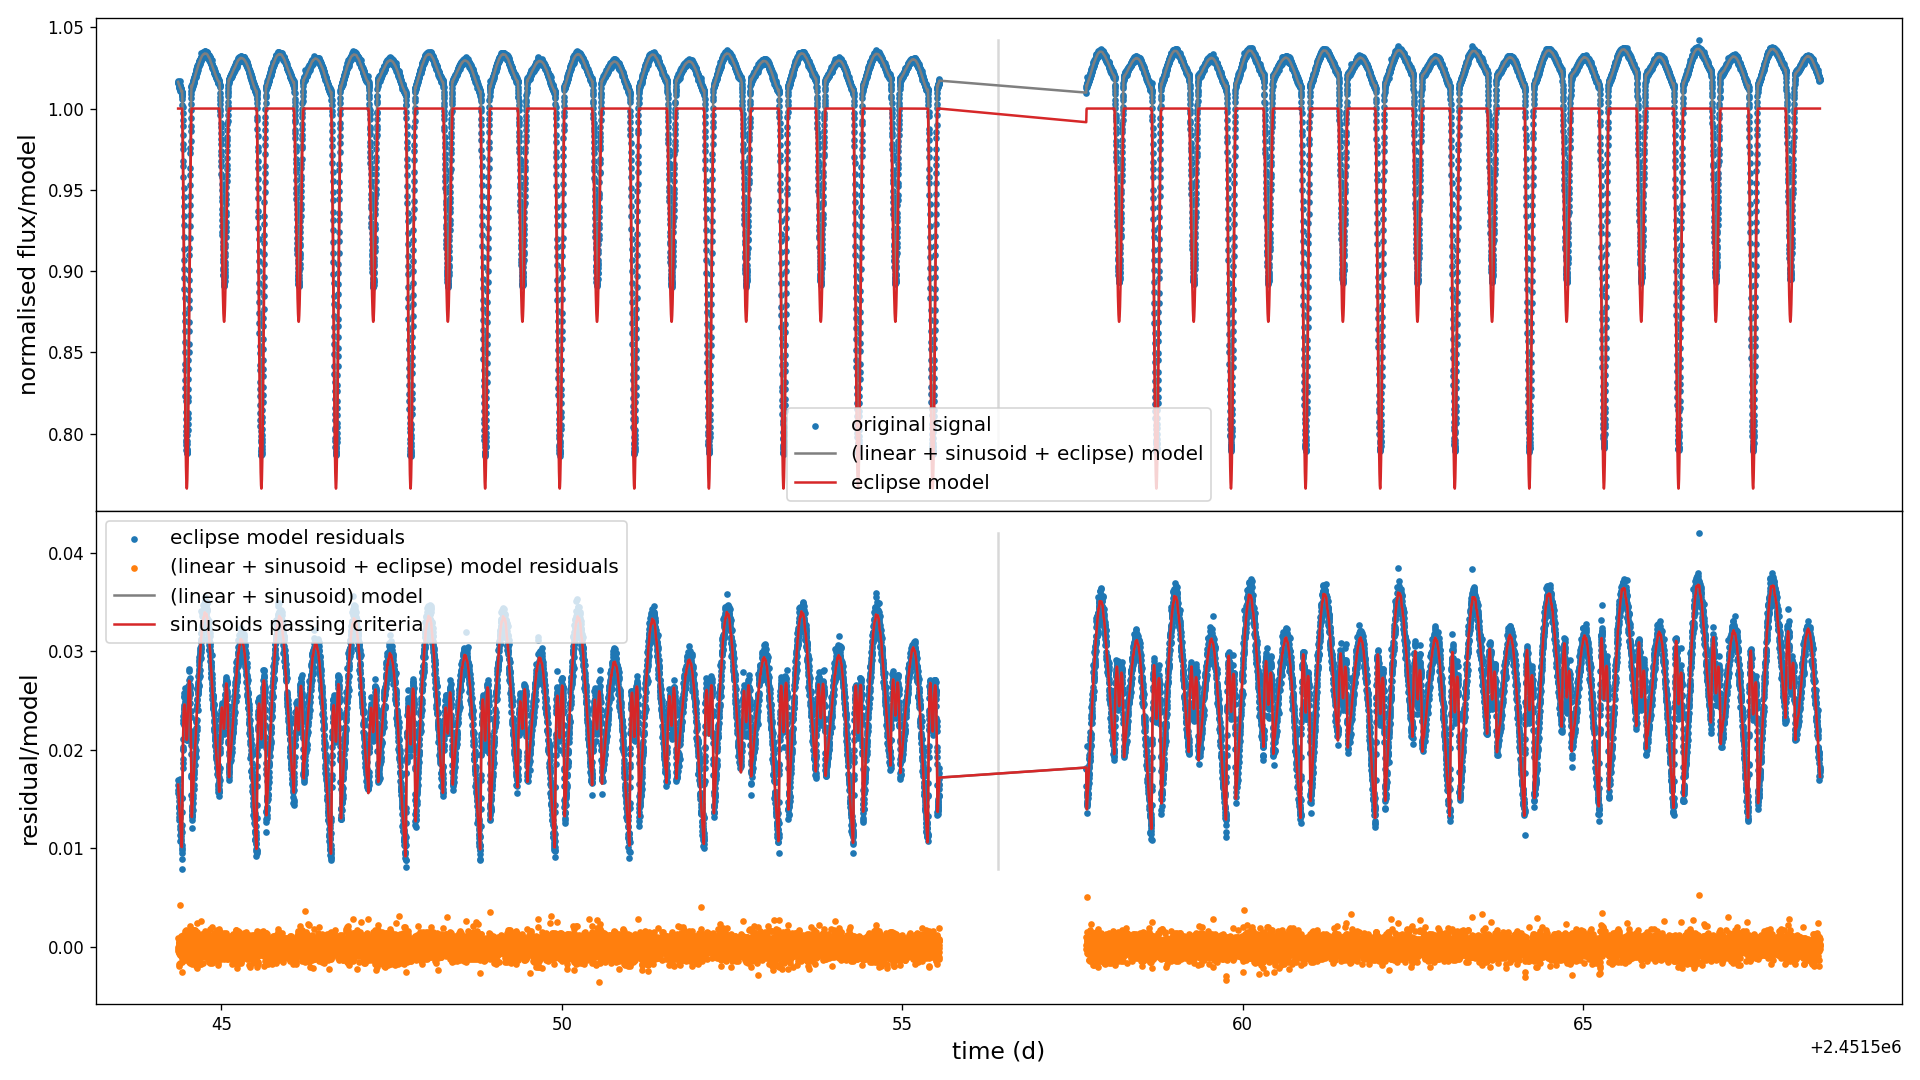 normalised flux/model
1.05
1.00
0.95
0.90
0.85
0.80
original signal
(linear + sinusoid + eclipse) model
eclipse model
residual/model
0.04
0.03
0.02
0.01
0.00
eclipse model residuals
(linear + sinusoid + eclipse) model residuals
(linear + sinusoid) model
sinusoids passing criteria
45
50
55
60
65
time (d)
+2.4515e6